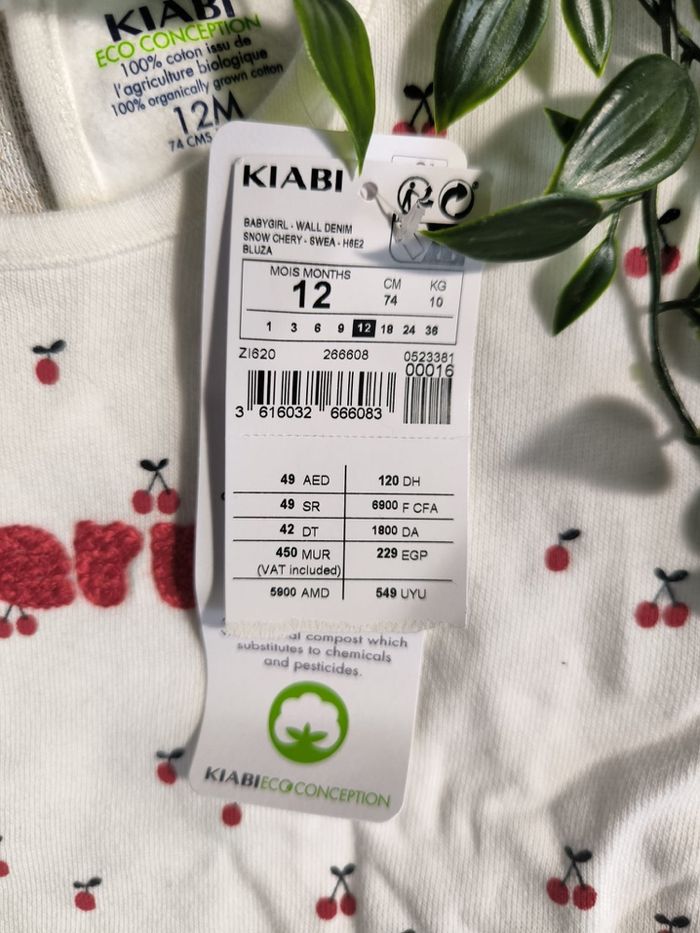 KIABI
ECO CONCEPTION
100% coton issu de
l'agriculture biologique
100% organically grown cotton
12M
74 CMS
KIABI
BABYGIRL - WALL DENIM
SNOW CHERY - SWEA - H6E2
BLUZA
MOIS MONTHS CM KG
12 74 10
1 3 6 9 12 18 24 36
ZI620 266608 0523381
00016
3 616032 666083
49 AED 120 DH
49 SR 6900 F CFA
42 DT 1800 DA
450 MUR 229 EGP
(VAT included)
5900 AMD 549 UYU
compost which
substitutes to chemicals
and pesticides.
KIABI ECO CONCEPTION